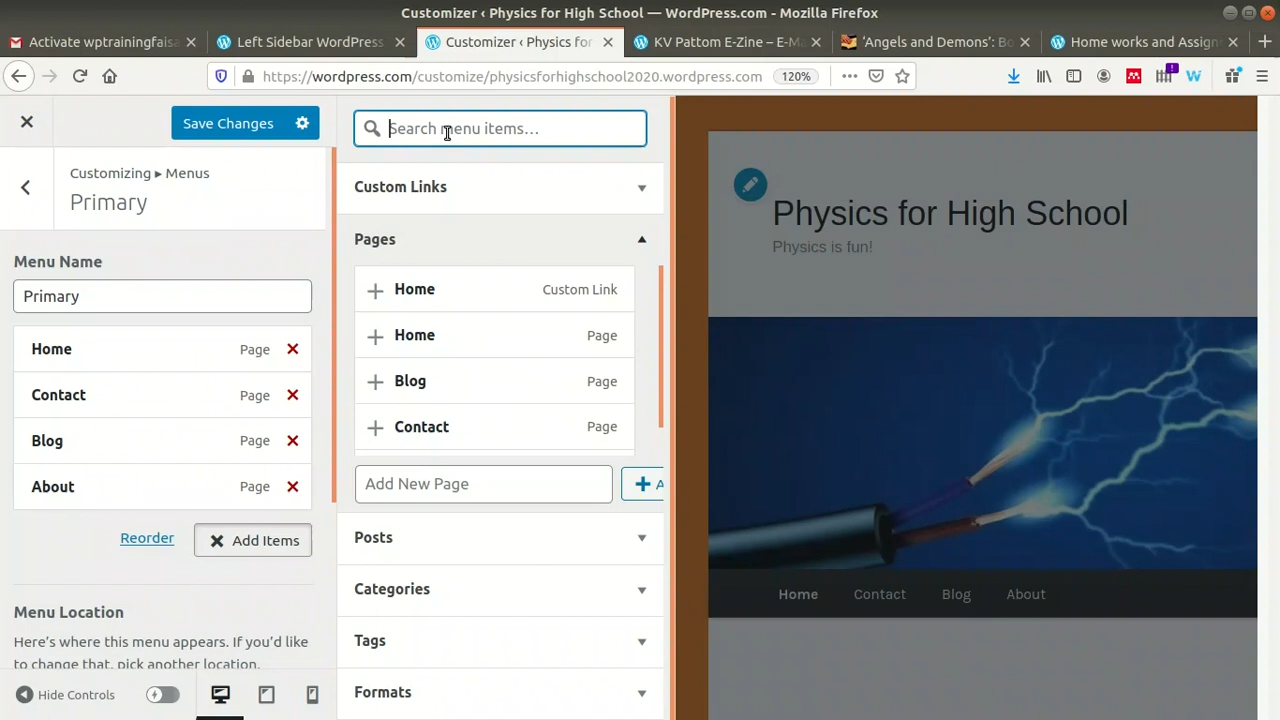 Customizer ‹ Physics for High School — WordPress.com - Mozilla Firefox
Activate wptrainingfaisa
Left Sidebar WordPress
Customizer ‹ Physics for
KV Pattom E-Zine – E-Ma
‘Angels and Demons’: Bo
Home works and Assign
https://wordpress.com/customize/physicsforhighschool2020.wordpress.com
120%
Save Changes
Customizing ▸ Menus
Primary
Menu Name
Primary
Home Page
Contact Page
Blog Page
About Page
Reorder
Add Items
Menu Location
Here’s where this menu appears. If you’d like
to change that, pick another location.
Hide Controls
Search menu items…
Custom Links
Pages
Home Custom Link
Home Page
Blog Page
Contact Page
Add New Page
A
Posts
Categories
Tags
Formats
Physics for High School
Physics is fun!
Home Contact Blog About